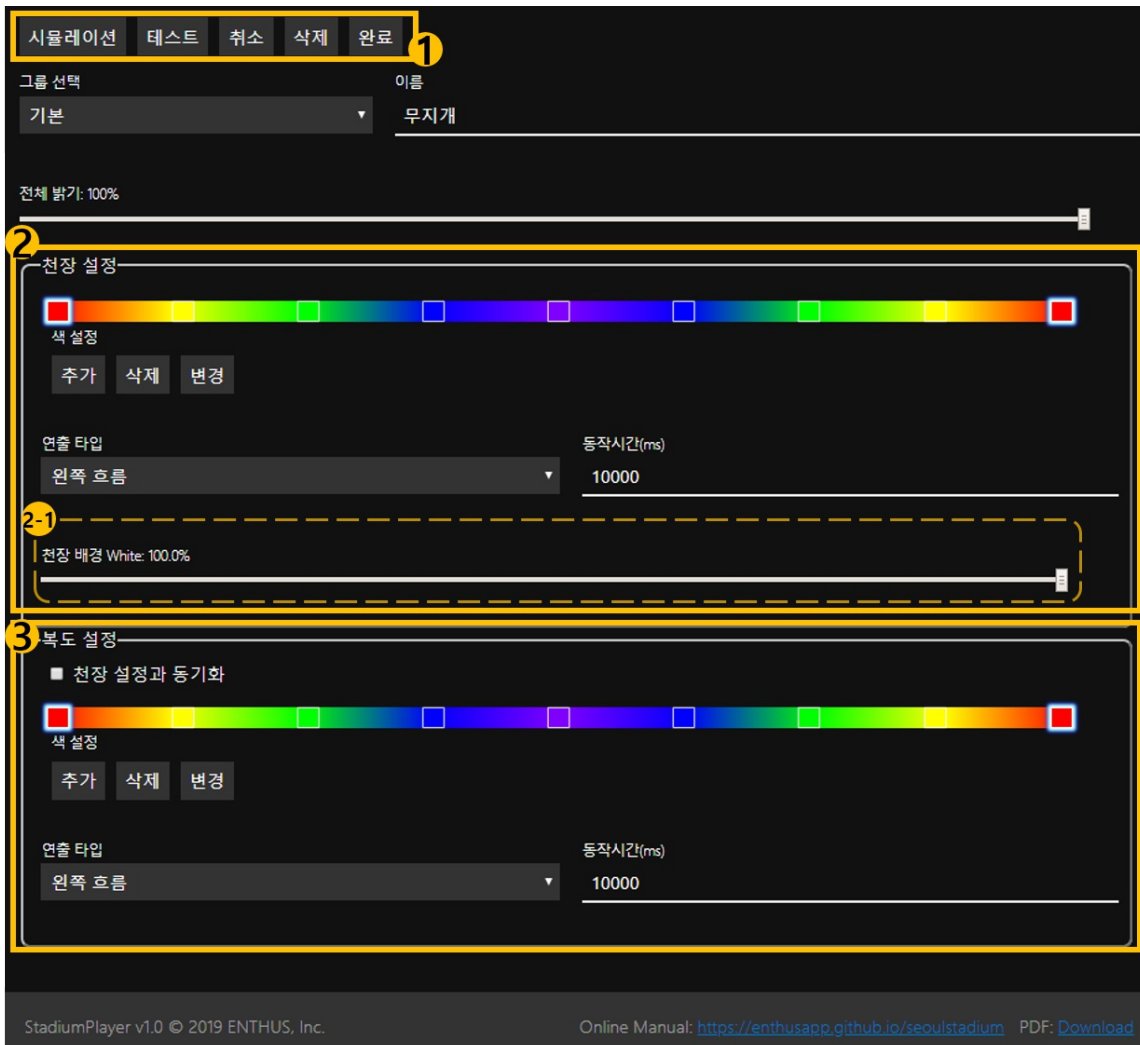 시뮬레이션 테스트 취소 삭제 완료
1
그룹 선택 이름
기본 무지개
전체 밝기: 100%
2
천장 설정
색 설정
추가 삭제 변경
연출 타입 동작시간(ms)
왼쪽 흐름 10000
2-1
천장 배경 White: 100.0%
3
복도 설정
천장 설정과 동기화
색 설정
추가 삭제 변경
연출 타입 동작시간(ms)
왼쪽 흐름 10000
StadiumPlayer v1.0 © 2019 ENTHUS, Inc. Online Manual: https://enthusapp.github.io/seoulstadium PDF: Download